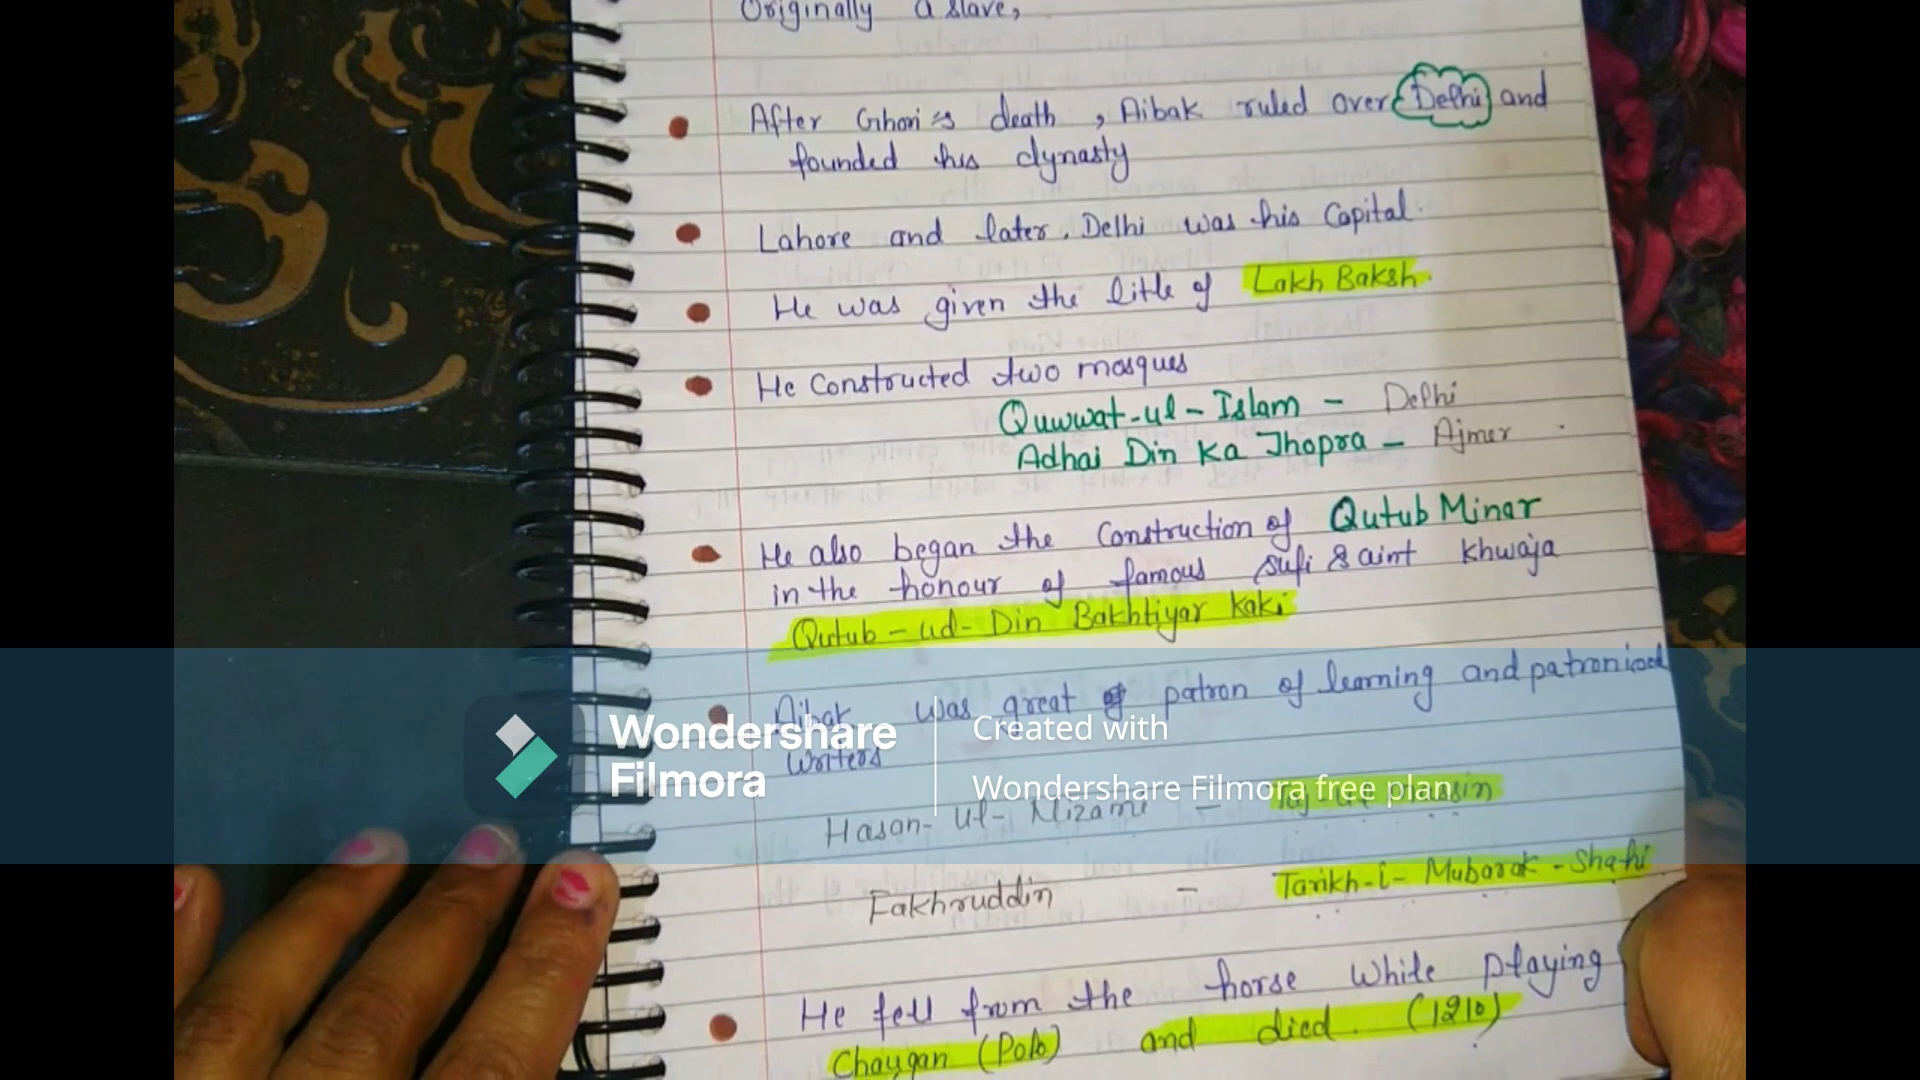 Originally a slave,
After Ghori's death, Aibak ruled over Delhi and
founded his dynasty
Lahore and later. Delhi was his Capital.
He was given the litle of Lakh Baksh.
He Constructed two mosques
Quwwat-ul-Islam - Delhi
Adhai Din Ka Jhopra - Ajmer
He also began the Construction of Qutub Minar
in the honour of famous sufi saint Khwaja
Qutub-ud-Din Bakhtiyar Kaki
Aibak was great patron of learning and patronised
writers
Wondershare
Filmora
Created with
Wondershare Filmora free plan
Hasan-ul-Nizami -
Fakhruddin - Tarikh-i-Mubarak-Shahi
He fell from the horse while playing
Chaugan (Polo) and died. (1210)